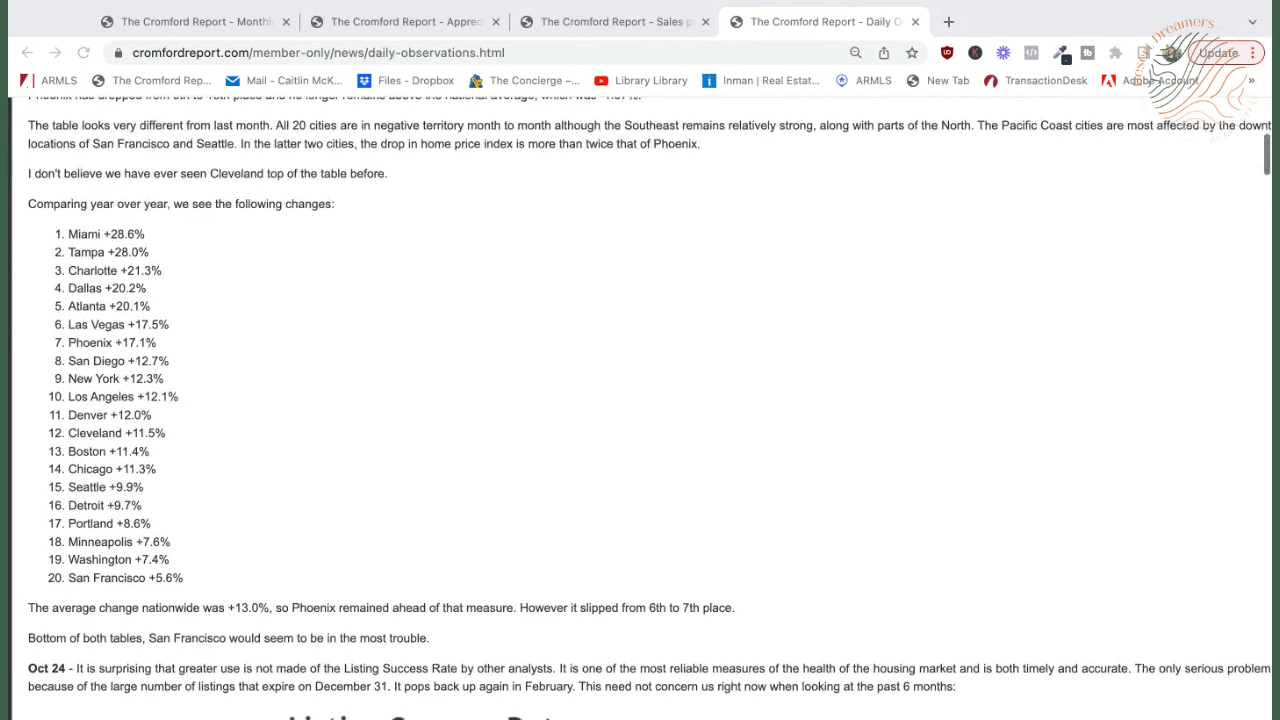 The Cromford Report - Monthl
The Cromford Report - Apprec
The Cromford Report - Sales p
The Cromford Report - Daily O
cromfordreport.com/member-only/news/daily-observations.html
Update
ARMLS
The Cromford Rep...
Mail - Caitlin McK...
Files - Dropbox
The Concierge –...
Library Library
Inman | Real Estat...
ARMLS
New Tab
TransactionDesk
Adobe Account
»
Desert Dreamers
The table looks very different from last month. All 20 cities are in negative territory month to month although the Southeast remains relatively strong, along with parts of the North. The Pacific Coast cities are most affected by the downt
locations of San Francisco and Seattle. In the latter two cities, the drop in home price index is more than twice that of Phoenix.
I don't believe we have ever seen Cleveland top of the table before.
Comparing year over year, we see the following changes:
1. Miami +28.6%
2. Tampa +28.0%
3. Charlotte +21.3%
4. Dallas +20.2%
5. Atlanta +20.1%
6. Las Vegas +17.5%
7. Phoenix +17.1%
8. San Diego +12.7%
9. New York +12.3%
10. Los Angeles +12.1%
11. Denver +12.0%
12. Cleveland +11.5%
13. Boston +11.4%
14. Chicago +11.3%
15. Seattle +9.9%
16. Detroit +9.7%
17. Portland +8.6%
18. Minneapolis +7.6%
19. Washington +7.4%
20. San Francisco +5.6%
The average change nationwide was +13.0%, so Phoenix remained ahead of that measure. However it slipped from 6th to 7th place.
Bottom of both tables, San Francisco would seem to be in the most trouble.
Oct 24 - It is surprising that greater use is not made of the Listing Success Rate by other analysts. It is one of the most reliable measures of the health of the housing market and is both timely and accurate. The only serious problem
because of the large number of listings that expire on December 31. It pops back up again in February. This need not concern us right now when looking at the past 6 months: